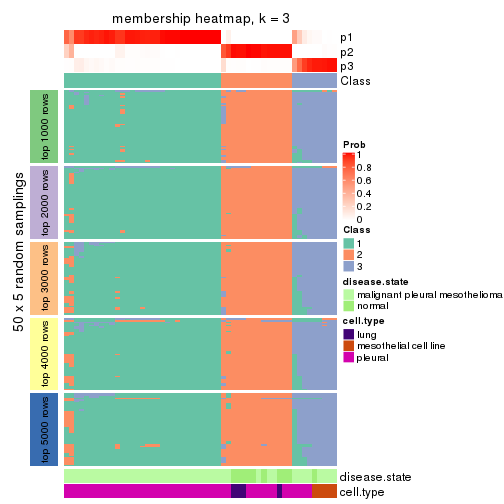 membership heatmap, k = 3
p1
p2
p3
Class
50 x 5 random samplings
top 1000 rows
top 2000 rows
top 3000 rows
top 4000 rows
top 5000 rows
Prob
1
0.8
0.6
0.4
0.2
0
Class
1
2
3
disease.state
malignant pleural mesothelioma
normal
cell.type
lung
mesothelial cell line
pleural
disease.state
cell.type